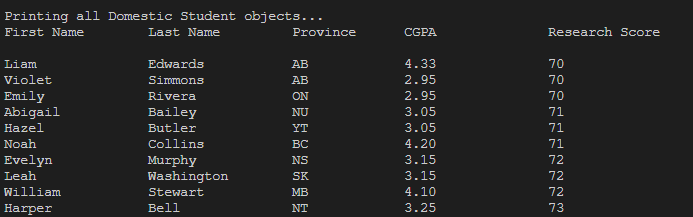 Printing all Domestic Student objects...
First Name Last Name Province CGPA Research Score
Liam Edwards AB 4.33 70
Violet Simmons AB 2.95 70
Emily Rivera ON 2.95 70
Abigail Bailey NU 3.05 71
Hazel Butler YT 3.05 71
Noah Collins BC 4.20 71
Evelyn Murphy NS 3.15 72
Leah Washington SK 3.15 72
William Stewart MB 4.10 72
Harper Bell NT 3.25 73